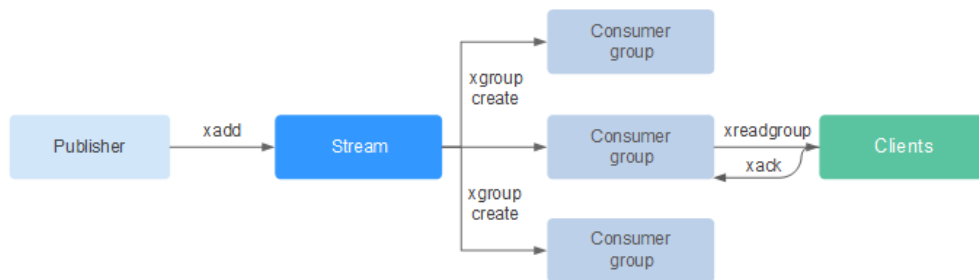 Consumer
group
xgroup
create
Publisher
xadd
Stream
Consumer
group
xreadgroup
xack
Clients
xgroup
create
Consumer
group